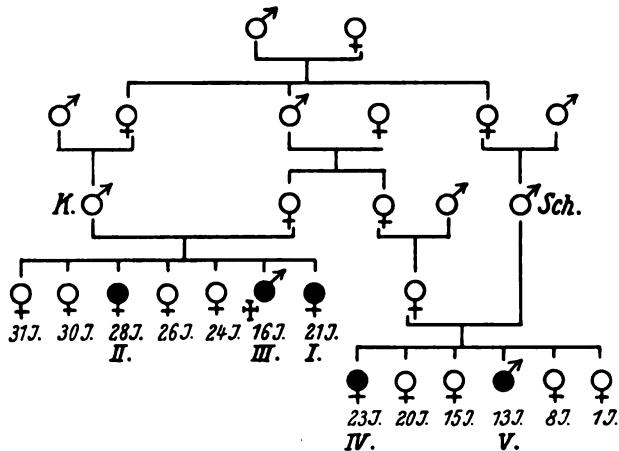 K. Sch.
31J. 30J. 28J. 26J. 24J. 16J. 21J.
II. III. I.
23J. 20J. 15J. 13J. 8J. 1J.
IV. V.